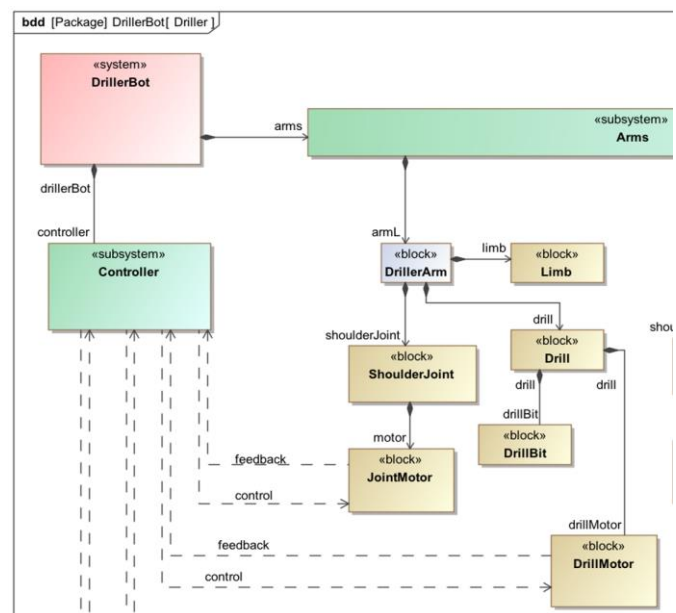 bdd [Package] DrillerBot[ Driller ]
«system»
DrillerBot
arms
«subsystem»
Arms
drillerBot
controller
«subsystem»
Controller
armL
«block»
DrillerArm
limb
«block»
Limb
shoulderJoint
«block»
ShoulderJoint
drill
«block»
Drill
drill
drill
drillBit
«block»
DrillBit
motor
«block»
JointMotor
feedback
control
drillMotor
«block»
DrillMotor
feedback
control
shou